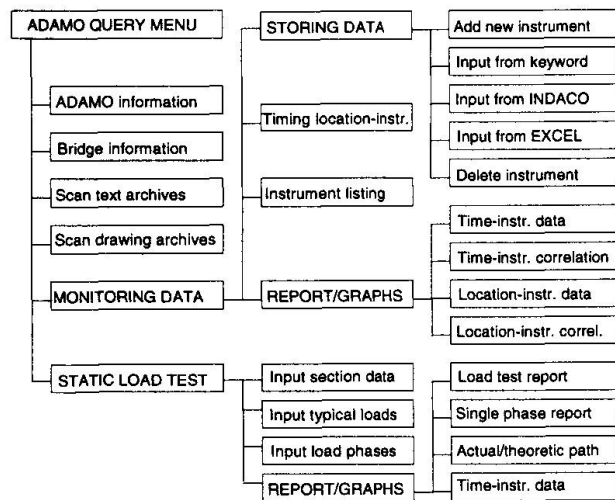 ADAMO QUERY MENU
ADAMO information
Bridge information
Scan text archives
Scan drawing archives
MONITORING DATA
STATIC LOAD TEST
STORING DATA
Timing location-instr.
Instrument listing
REPORT/GRAPHS
Add new instrument
Input from keyword
Input from INDACO
Input from EXCEL
Delete instrument
Time-instr. data
Time-instr. correlation
Location-instr. data
Location-instr. correl.
Input section data
Input typical loads
Input load phases
REPORT/GRAPHS
Load test report
Single phase report
Actual/theoretic path
Time-instr. data